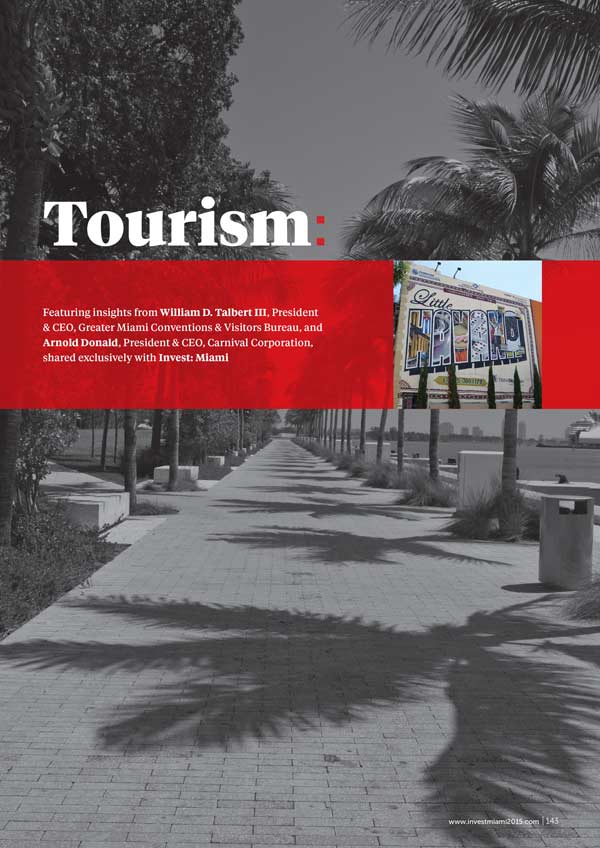 Tourism:
Featuring insights from William D. Talbert III, President
& CEO, Greater Miami Conventions & Visitors Bureau, and
Arnold Donald, President & CEO, Carnival Corporation,
shared exclusively with Invest: Miami
Little
HAVANA
www.investmiami2015.com | 143